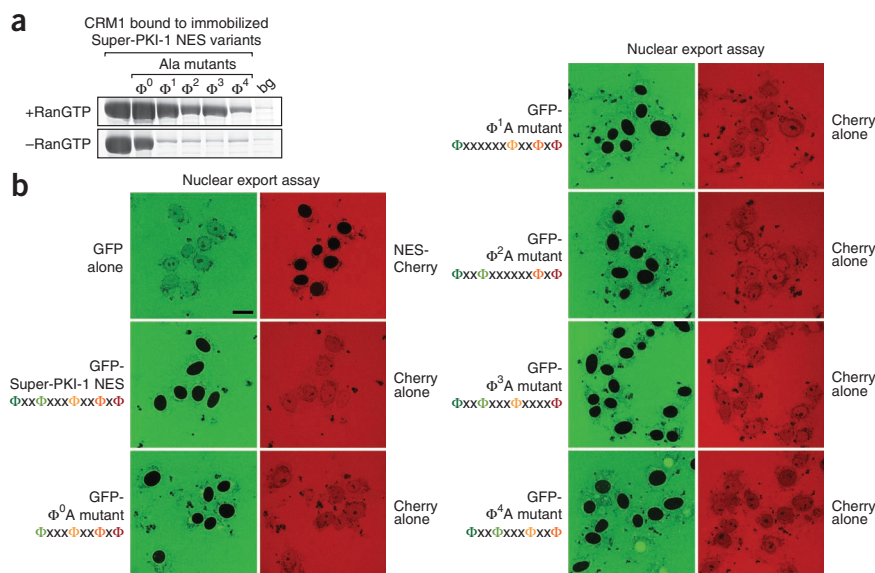 a
CRM1 bound to immobilized
Super-PKI-1 NES variants
Ala mutants
Φ0 Φ1 Φ2 Φ3 Φ4 bg
+RanGTP
–RanGTP
b
Nuclear export assay
GFP
alone
NES-
Cherry
GFP-
Super-PKI-1 NES
ΦxxΦxxxΦxxΦxΦ
Cherry
alone
GFP-
Φ0A mutant
ΦxxxΦxxΦxΦ
Cherry
alone
Nuclear export assay
GFP-
Φ1A mutant
ΦxxxxxxΦxxΦxΦ
Cherry
alone
GFP-
Φ2A mutant
ΦxxΦxxxxxxΦxΦ
Cherry
alone
GFP-
Φ3A mutant
ΦxxΦxxxΦxxxxΦ
Cherry
alone
GFP-
Φ4A mutant
ΦxxΦxxxΦxxΦ
Cherry
alone